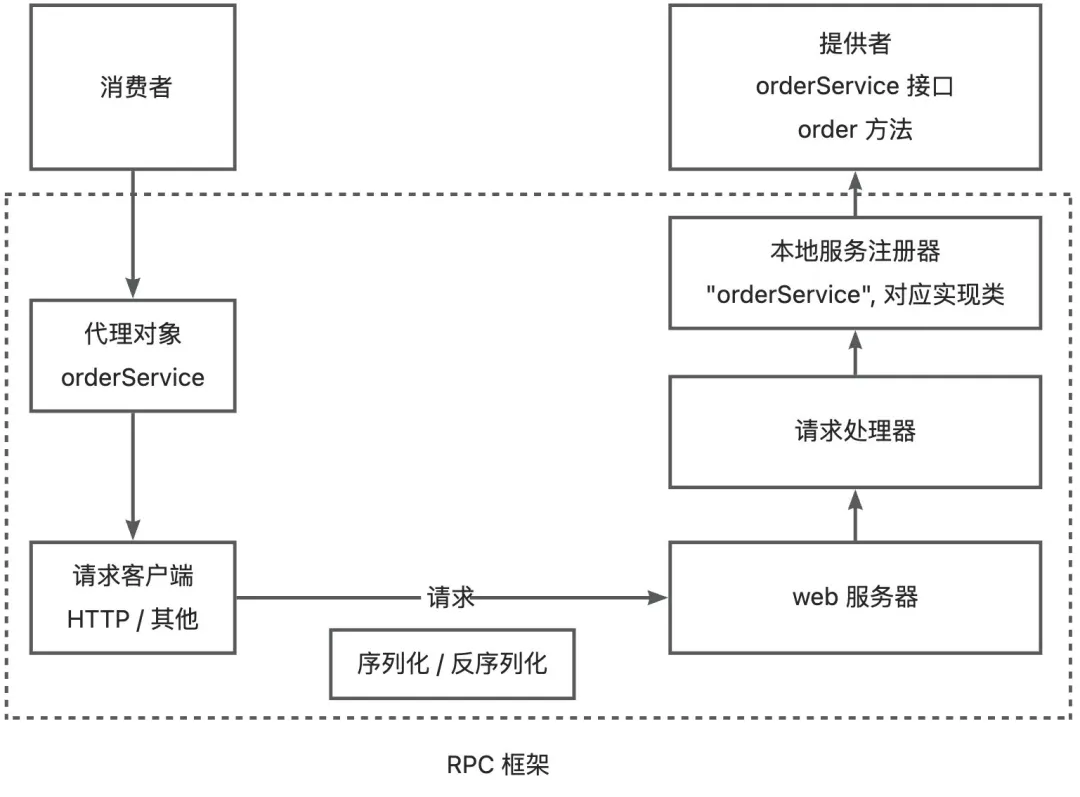 消费者
提供者
orderService 接口
order 方法
本地服务注册器
"orderService", 对应实现类
代理对象
orderService
请求处理器
请求客户端
HTTP / 其他
请求
web 服务器
序列化 / 反序列化
RPC 框架